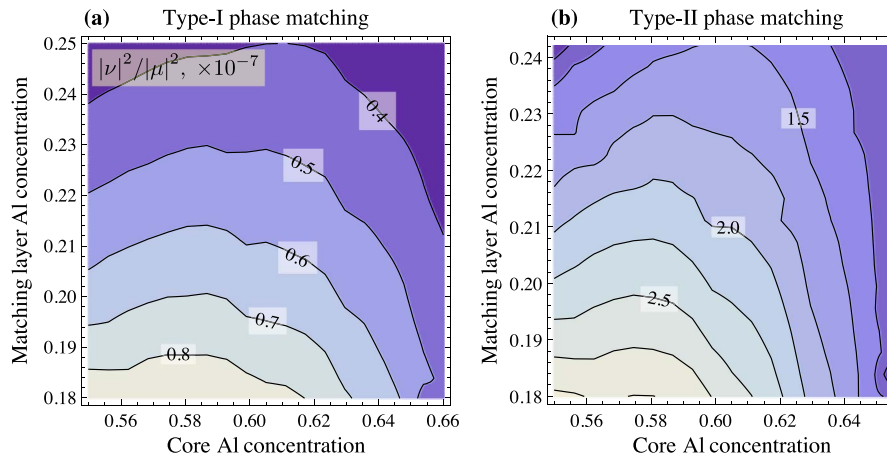 (a) Type-I phase matching
|ν|²/|μ|², ×10⁻⁷
Matching layer Al concentration
0.25
0.24
0.23
0.22
0.21
0.20
0.19
0.18
0.4
0.5
0.6
0.7
0.8
0.56 0.58 0.60 0.62 0.64 0.66
Core Al concentration
(b) Type-II phase matching
Matching layer Al concentration
0.24
0.23
0.22
0.21
0.20
0.19
0.18
1.5
2.0
2.5
0.56 0.58 0.60 0.62 0.64
Core Al concentration